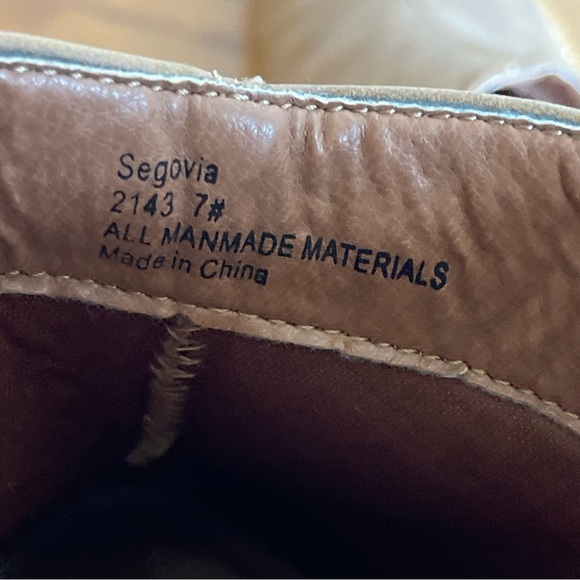 Segovia
2143 7#
ALL MANMADE MATERIALS
Made in China